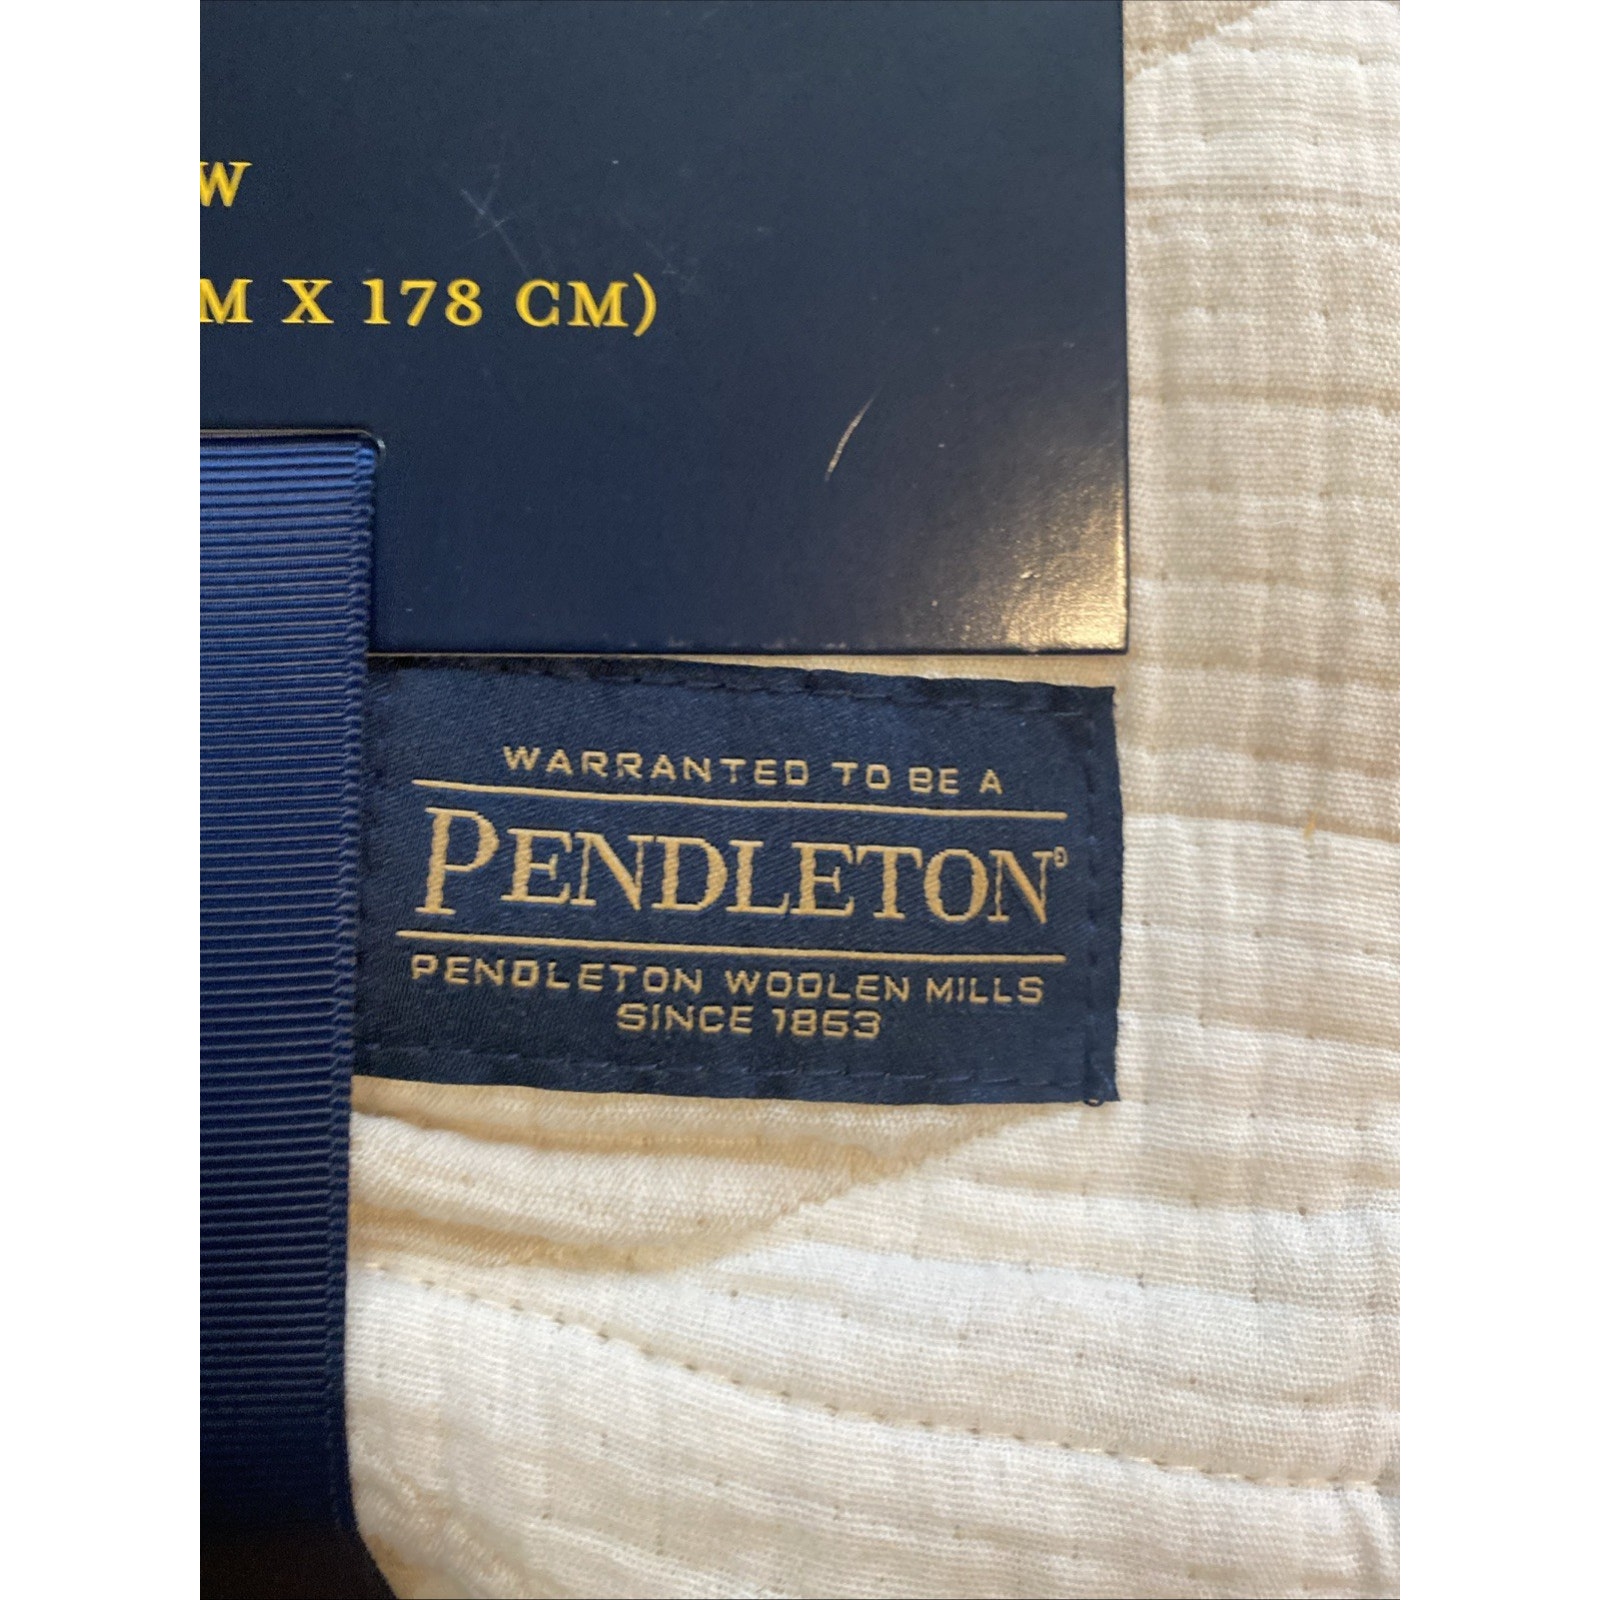 W
M X 178 CM)
WARRANTED TO BE A
PENDLETON®
PENDLETON WOOLEN MILLS
SINCE 1863